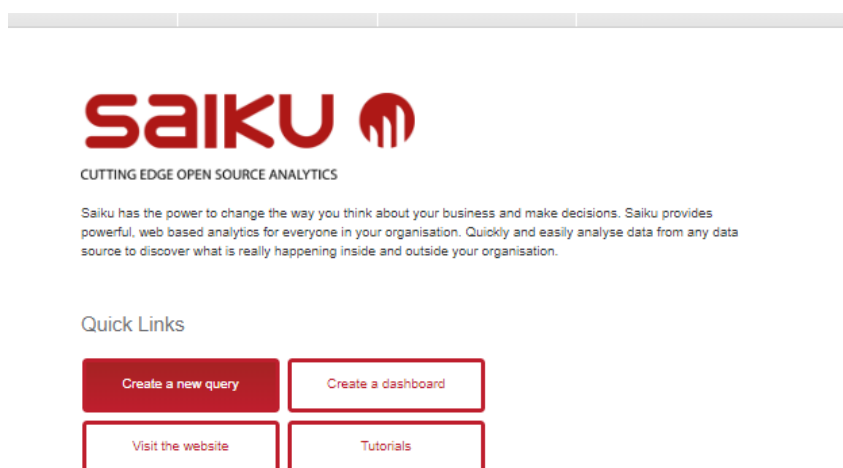 saiku
CUTTING EDGE OPEN SOURCE ANALYTICS
Saiku has the power to change the way you think about your business and make decisions. Saiku provides
powerful, web based analytics for everyone in your organisation. Quickly and easily analyse data from any data
source to discover what is really happening inside and outside your organisation.
Quick Links
Create a new query
Create a dashboard
Visit the website
Tutorials